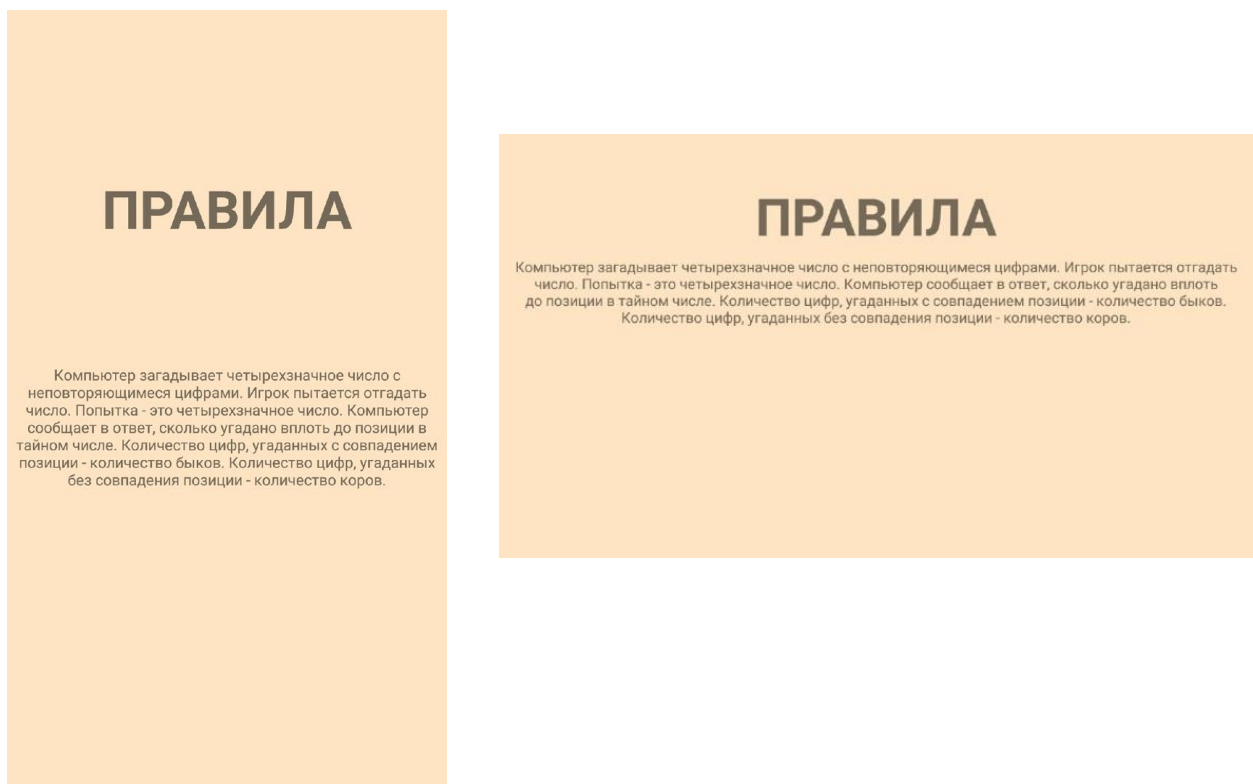 ПРАВИЛА
Компьютер загадывает четырехзначное число с
неповторяющимеся цифрами. Игрок пытается отгадать
число. Попытка - это четырехзначное число. Компьютер
сообщает в ответ, сколько угадано вплоть до позиции в
тайном числе. Количество цифр, угаданных с совпадением
позиции - количество быков. Количество цифр, угаданных
без совпадения позиции - количество коров.
ПРАВИЛА
Компьютер загадывает четырехзначное число с неповторяющимеся цифрами. Игрок пытается отгадать
число. Попытка - это четырехзначное число. Компьютер сообщает в ответ, сколько угадано вплоть
до позиции в тайном числе. Количество цифр, угаданных с совпадением позиции - количество быков.
Количество цифр, угаданных без совпадения позиции - количество коров.